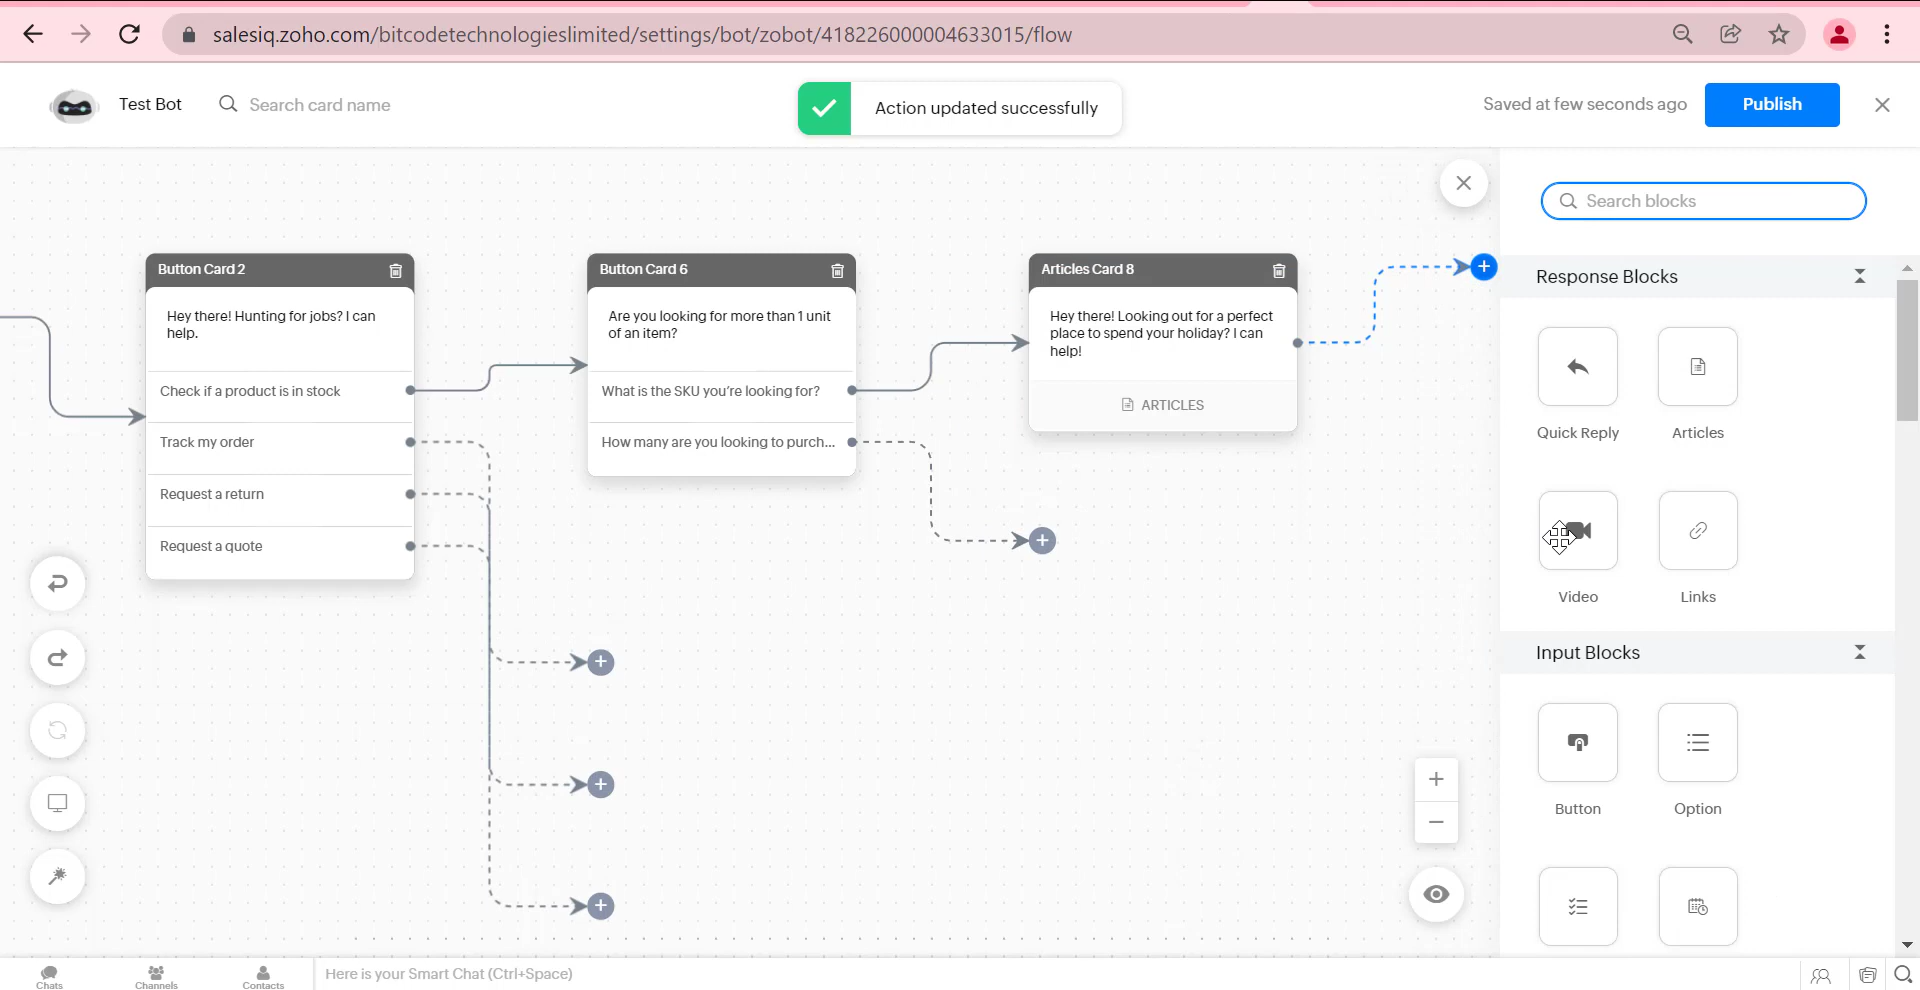 salesiq.zoho.com/bitcodetechnologieslimited/settings/bot/zobot/418226000004633015/flow
Test Bot
Search card name
Action updated successfully
Saved at few seconds ago
Publish
Search blocks
Button Card 2
Hey there! Hunting for jobs? I can
help.
Check if a product is in stock
Track my order
Request a return
Request a quote
Button Card 6
Are you looking for more than 1 unit
of an item?
What is the SKU you're looking for?
How many are you looking to purch...
Articles Card 8
Hey there! Looking out for a perfect
place to spend your holiday? I can
help!
ARTICLES
Response Blocks
Quick Reply
Articles
Video
Links
Input Blocks
Button
Option
Chats
Channels
Contacts
Here is your Smart Chat (Ctrl+Space)